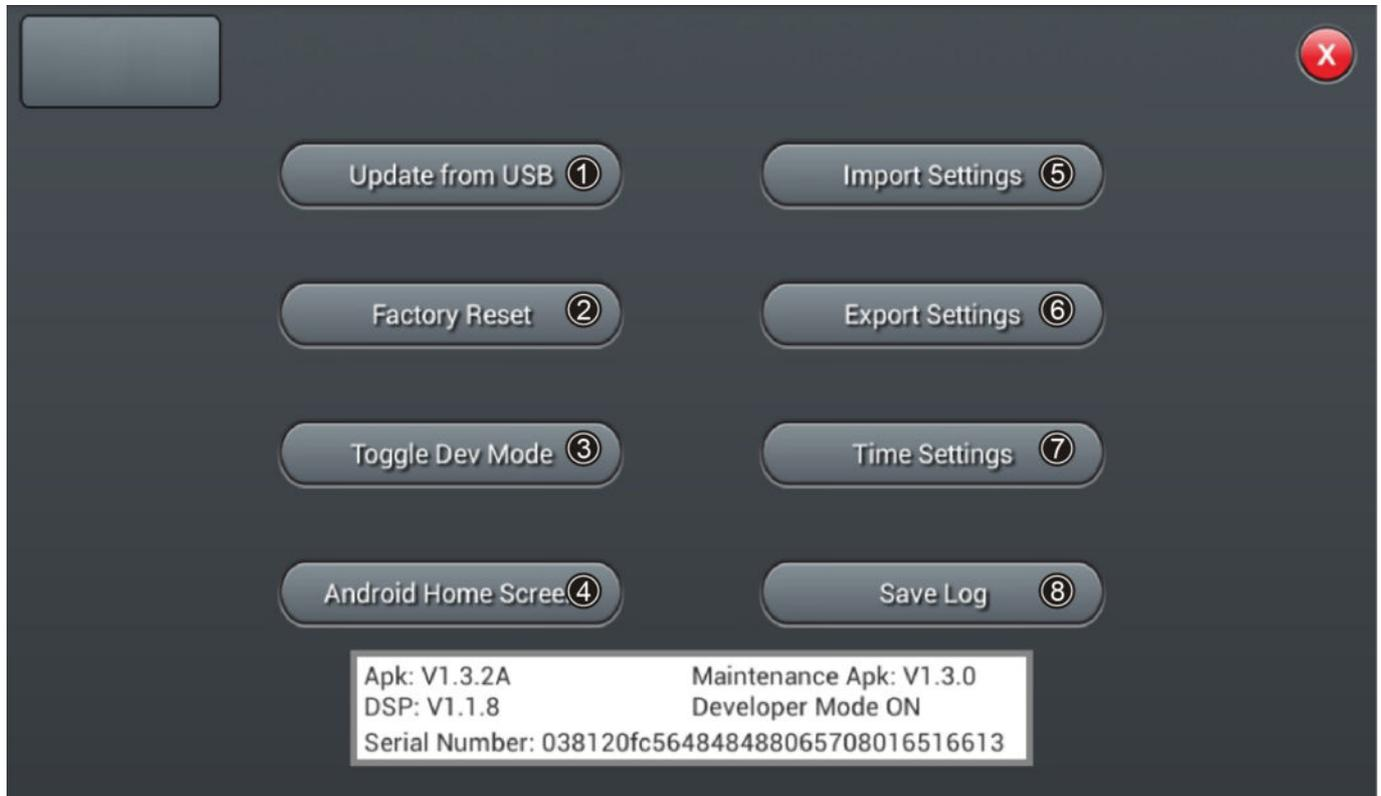 X
Update from USB ①
Import Settings ⑤
Factory Reset ②
Export Settings ⑥
Toggle Dev Mode ③
Time Settings ⑦
Android Home Scree ④
Save Log ⑧
Apk: V1.3.2A Maintenance Apk: V1.3.0
DSP: V1.1.8 Developer Mode ON
Serial Number: 038120fc564848488065708016516613